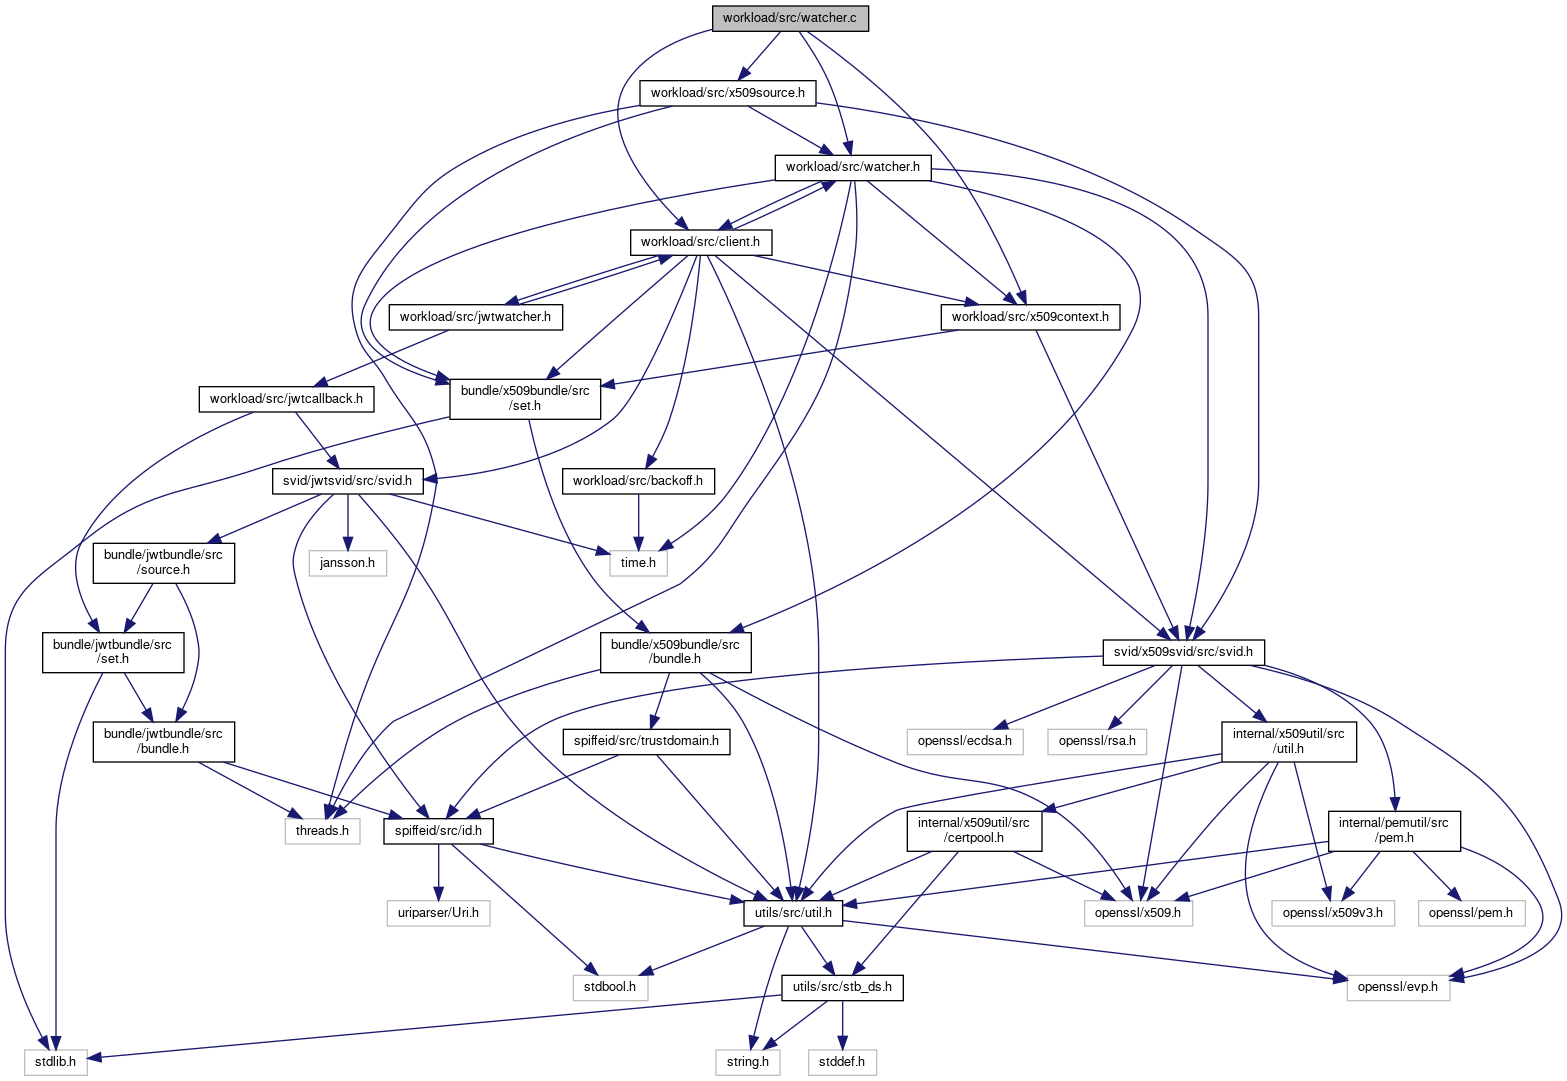 workload/src/watcher.c
workload/src/x509source.h
workload/src/watcher.h
workload/src/client.h
workload/src/jwtwatcher.h
workload/src/x509context.h
workload/src/jwtcallback.h
bundle/x509bundle/src
/set.h
svid/jwtsvid/src/svid.h
workload/src/backoff.h
bundle/jwtbundle/src
/source.h
jansson.h
time.h
bundle/jwtbundle/src
/set.h
bundle/x509bundle/src
/bundle.h
svid/x509svid/src/svid.h
bundle/jwtbundle/src
/bundle.h
spiffeid/src/trustdomain.h
openssl/ecdsa.h
openssl/rsa.h
internal/x509util/src
/util.h
threads.h
spiffeid/src/id.h
internal/x509util/src
/certpool.h
internal/pemutil/src
/pem.h
uriparser/Uri.h
utils/src/util.h
openssl/x509.h
openssl/x509v3.h
openssl/pem.h
stdbool.h
utils/src/stb_ds.h
openssl/evp.h
stdlib.h
string.h
stddef.h